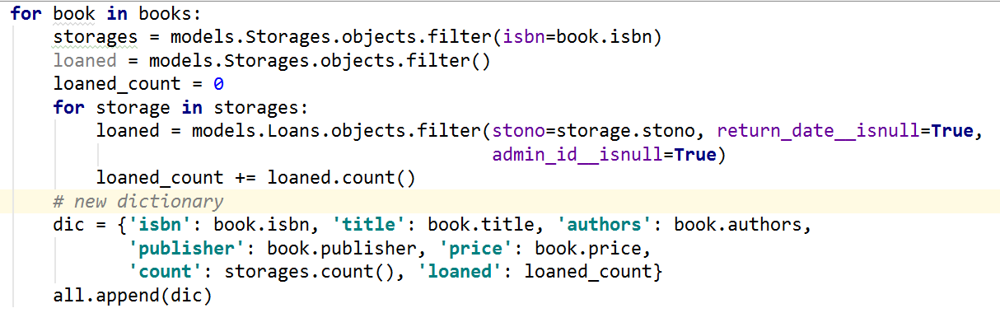 for book in books:
    storages = models.Storages.objects.filter(isbn=book.isbn)
    loaned = models.Storages.objects.filter()
    loaned_count = 0
    for storage in storages:
        loaned = models.Loans.objects.filter(stono=storage.stono, return_date__isnull=True,
                                             admin_id__isnull=True)
        loaned_count += loaned.count()
    # new dictionary
    dic = {'isbn': book.isbn, 'title': book.title, 'authors': book.authors,
           'publisher': book.publisher, 'price': book.price,
           'count': storages.count(), 'loaned': loaned_count}
    all.append(dic)